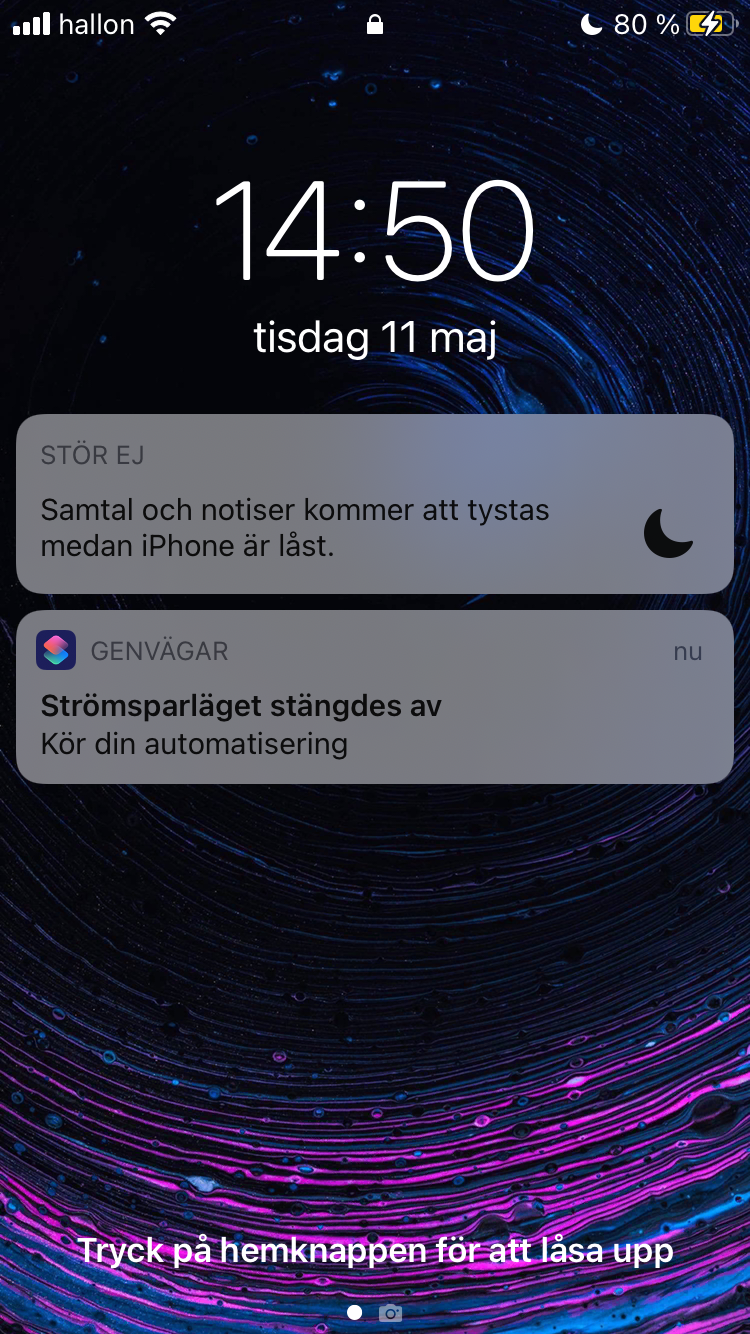 hallon 80 %
14:50
tisdag 11 maj
STÖR EJ
Samtal och notiser kommer att tystas
medan iPhone är låst.
GENVÄGAR nu
Strömsparläget stängdes av
Kör din automatisering
Tryck på hemknappen för att låsa upp